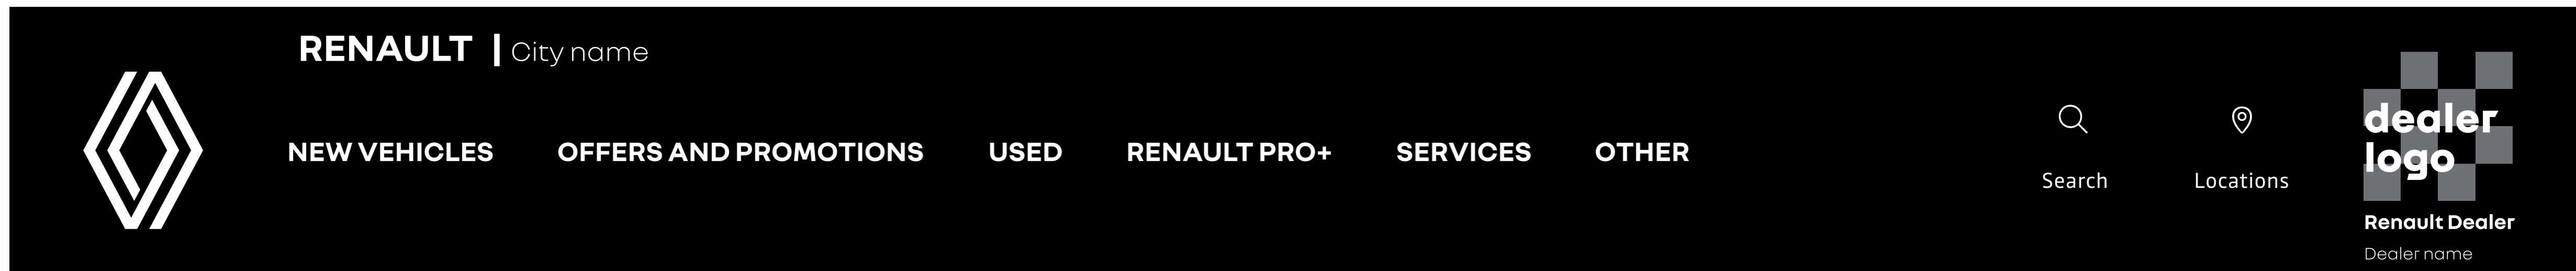 RENAULT | City name
NEW VEHICLES OFFERS AND PROMOTIONS USED RENAULT PRO+ SERVICES OTHER
Search
Locations
dealer
logo
Renault Dealer
Dealer name